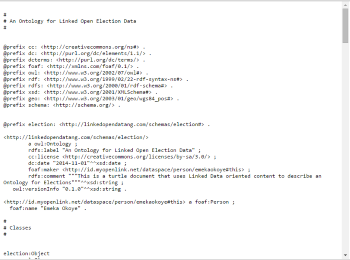 #
# An Ontology for Linked Open Election Data
#
@prefix cc: <http://creativecommons.org/ns#> .
@prefix dc: <http://purl.org/dc/elements/1.1/> .
@prefix dcterms: <http://purl.org/dc/terms/> .
@prefix foaf: <http://xmlns.com/foaf/0.1/> .
@prefix owl: <http://www.w3.org/2002/07/owl#> .
@prefix rdf: <http://www.w3.org/1999/02/22-rdf-syntax-ns#> .
@prefix rdfs: <http://www.w3.org/2000/01/rdf-schema#> .
@prefix xsd: <http://www.w3.org/2001/XMLSchema#> .
@prefix geo: <http://www.w3.org/2003/01/geo/wgs84_pos#> .
@prefix schema: <http://schema.org/> .
@prefix election: <http://linkedopendatang.com/schemas/election#> .
<http://linkedopendatang.com/schemas/election/>
a owl:Ontology ;
rdfs:label "An Ontology for Linked Open Election Data" ;
cc:license <http://creativecommons.org/licenses/by-sa/3.0/> ;
dc:date "2014-11-01"^^xsd:date ;
foaf:maker <http://id.myopenlink.net/dataspace/person/emekaokoye#this> ;
rdfs:comment """This is a turtle document that uses Linked Data oriented content to describe an
Ontology for Elections"""^^xsd:string ;
owl:versionInfo "0.1.0"^^xsd:string .
<http://id.myopenlink.net/dataspace/person/emekaokoye#this> a foaf:Person ;
foaf:name "Emeka Okoye" .
#
# Classes
#
election:Object